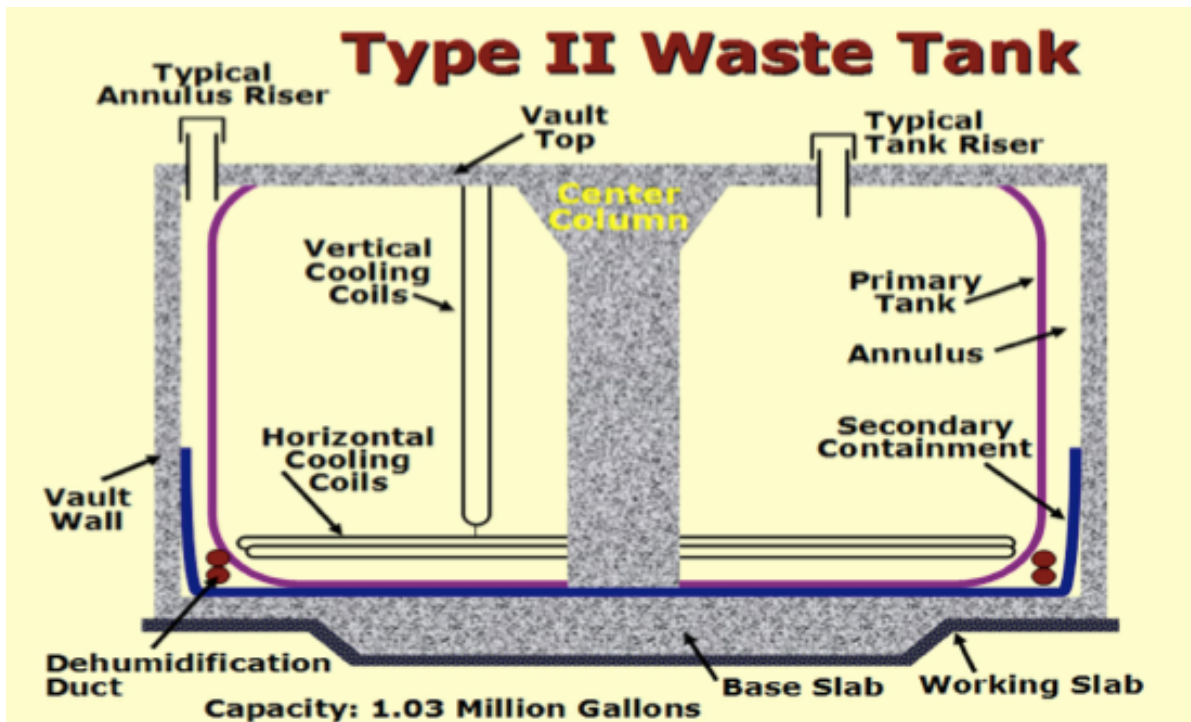 Type II Waste Tank
Typical
Annulus Riser
Vault
Top
Typical
Tank Riser
Center
Column
Vertical
Cooling
Coils
Primary
Tank
Annulus
Horizontal
Cooling
Coils
Secondary
Containment
Vault
Wall
Dehumidification
Duct
Base Slab
Working Slab
Capacity: 1.03 Million Gallons